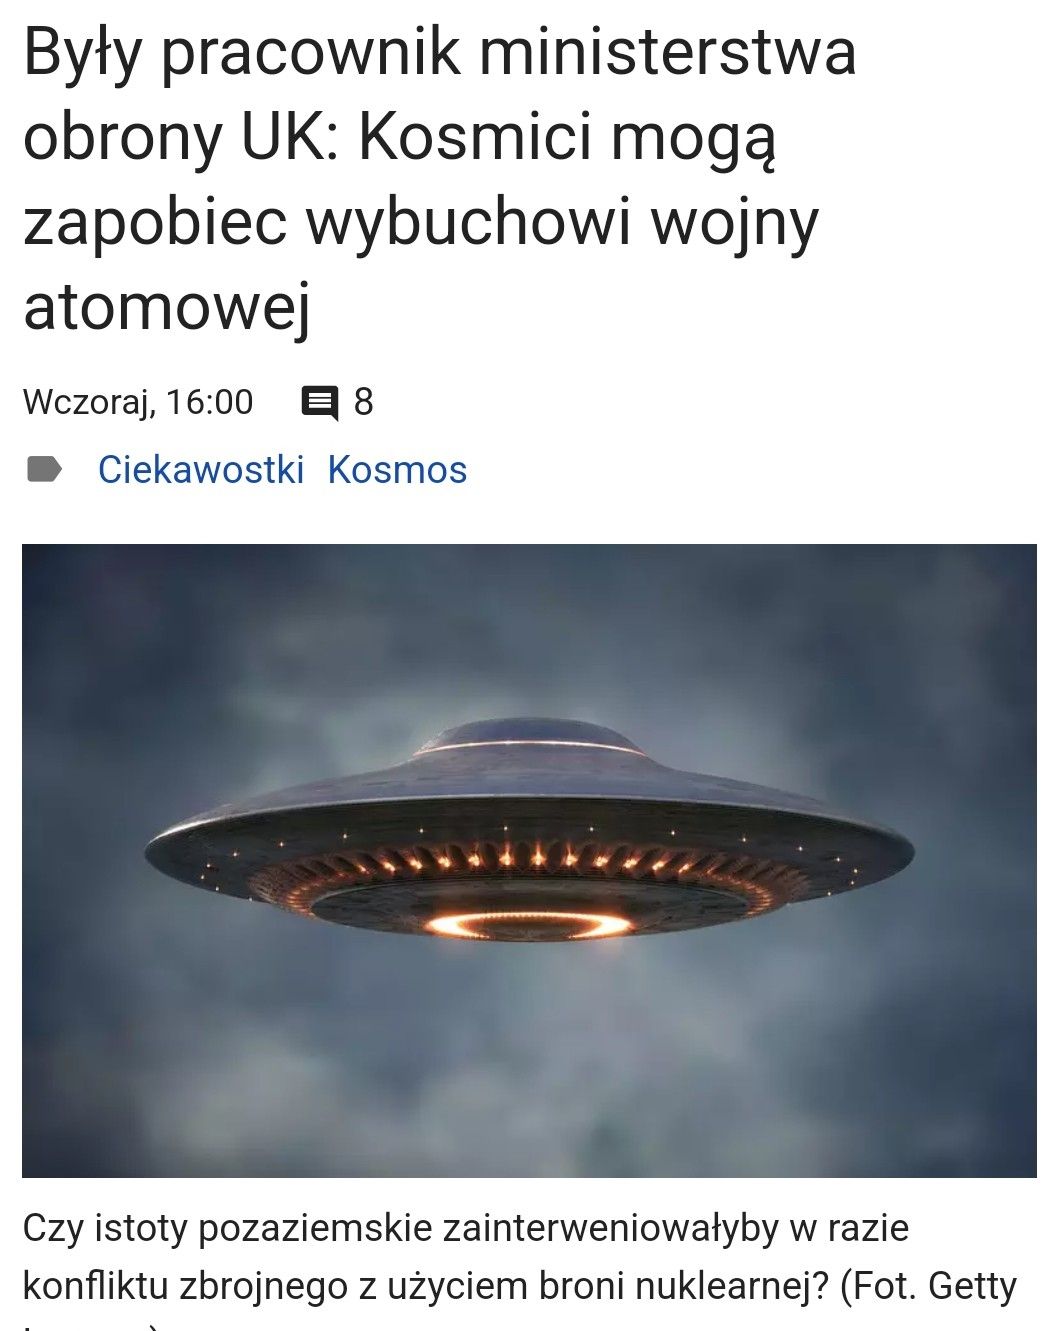 Były pracownik ministerstwa
obrony UK: Kosmici mogą
zapobiec wybuchowi wojny
atomowej
Wczoraj, 16:00 8
Ciekawostki Kosmos
Czy istoty pozaziemskie zainterweniowałyby w razie
konfliktu zbrojnego z użyciem broni nuklearnej? (Fot. Getty